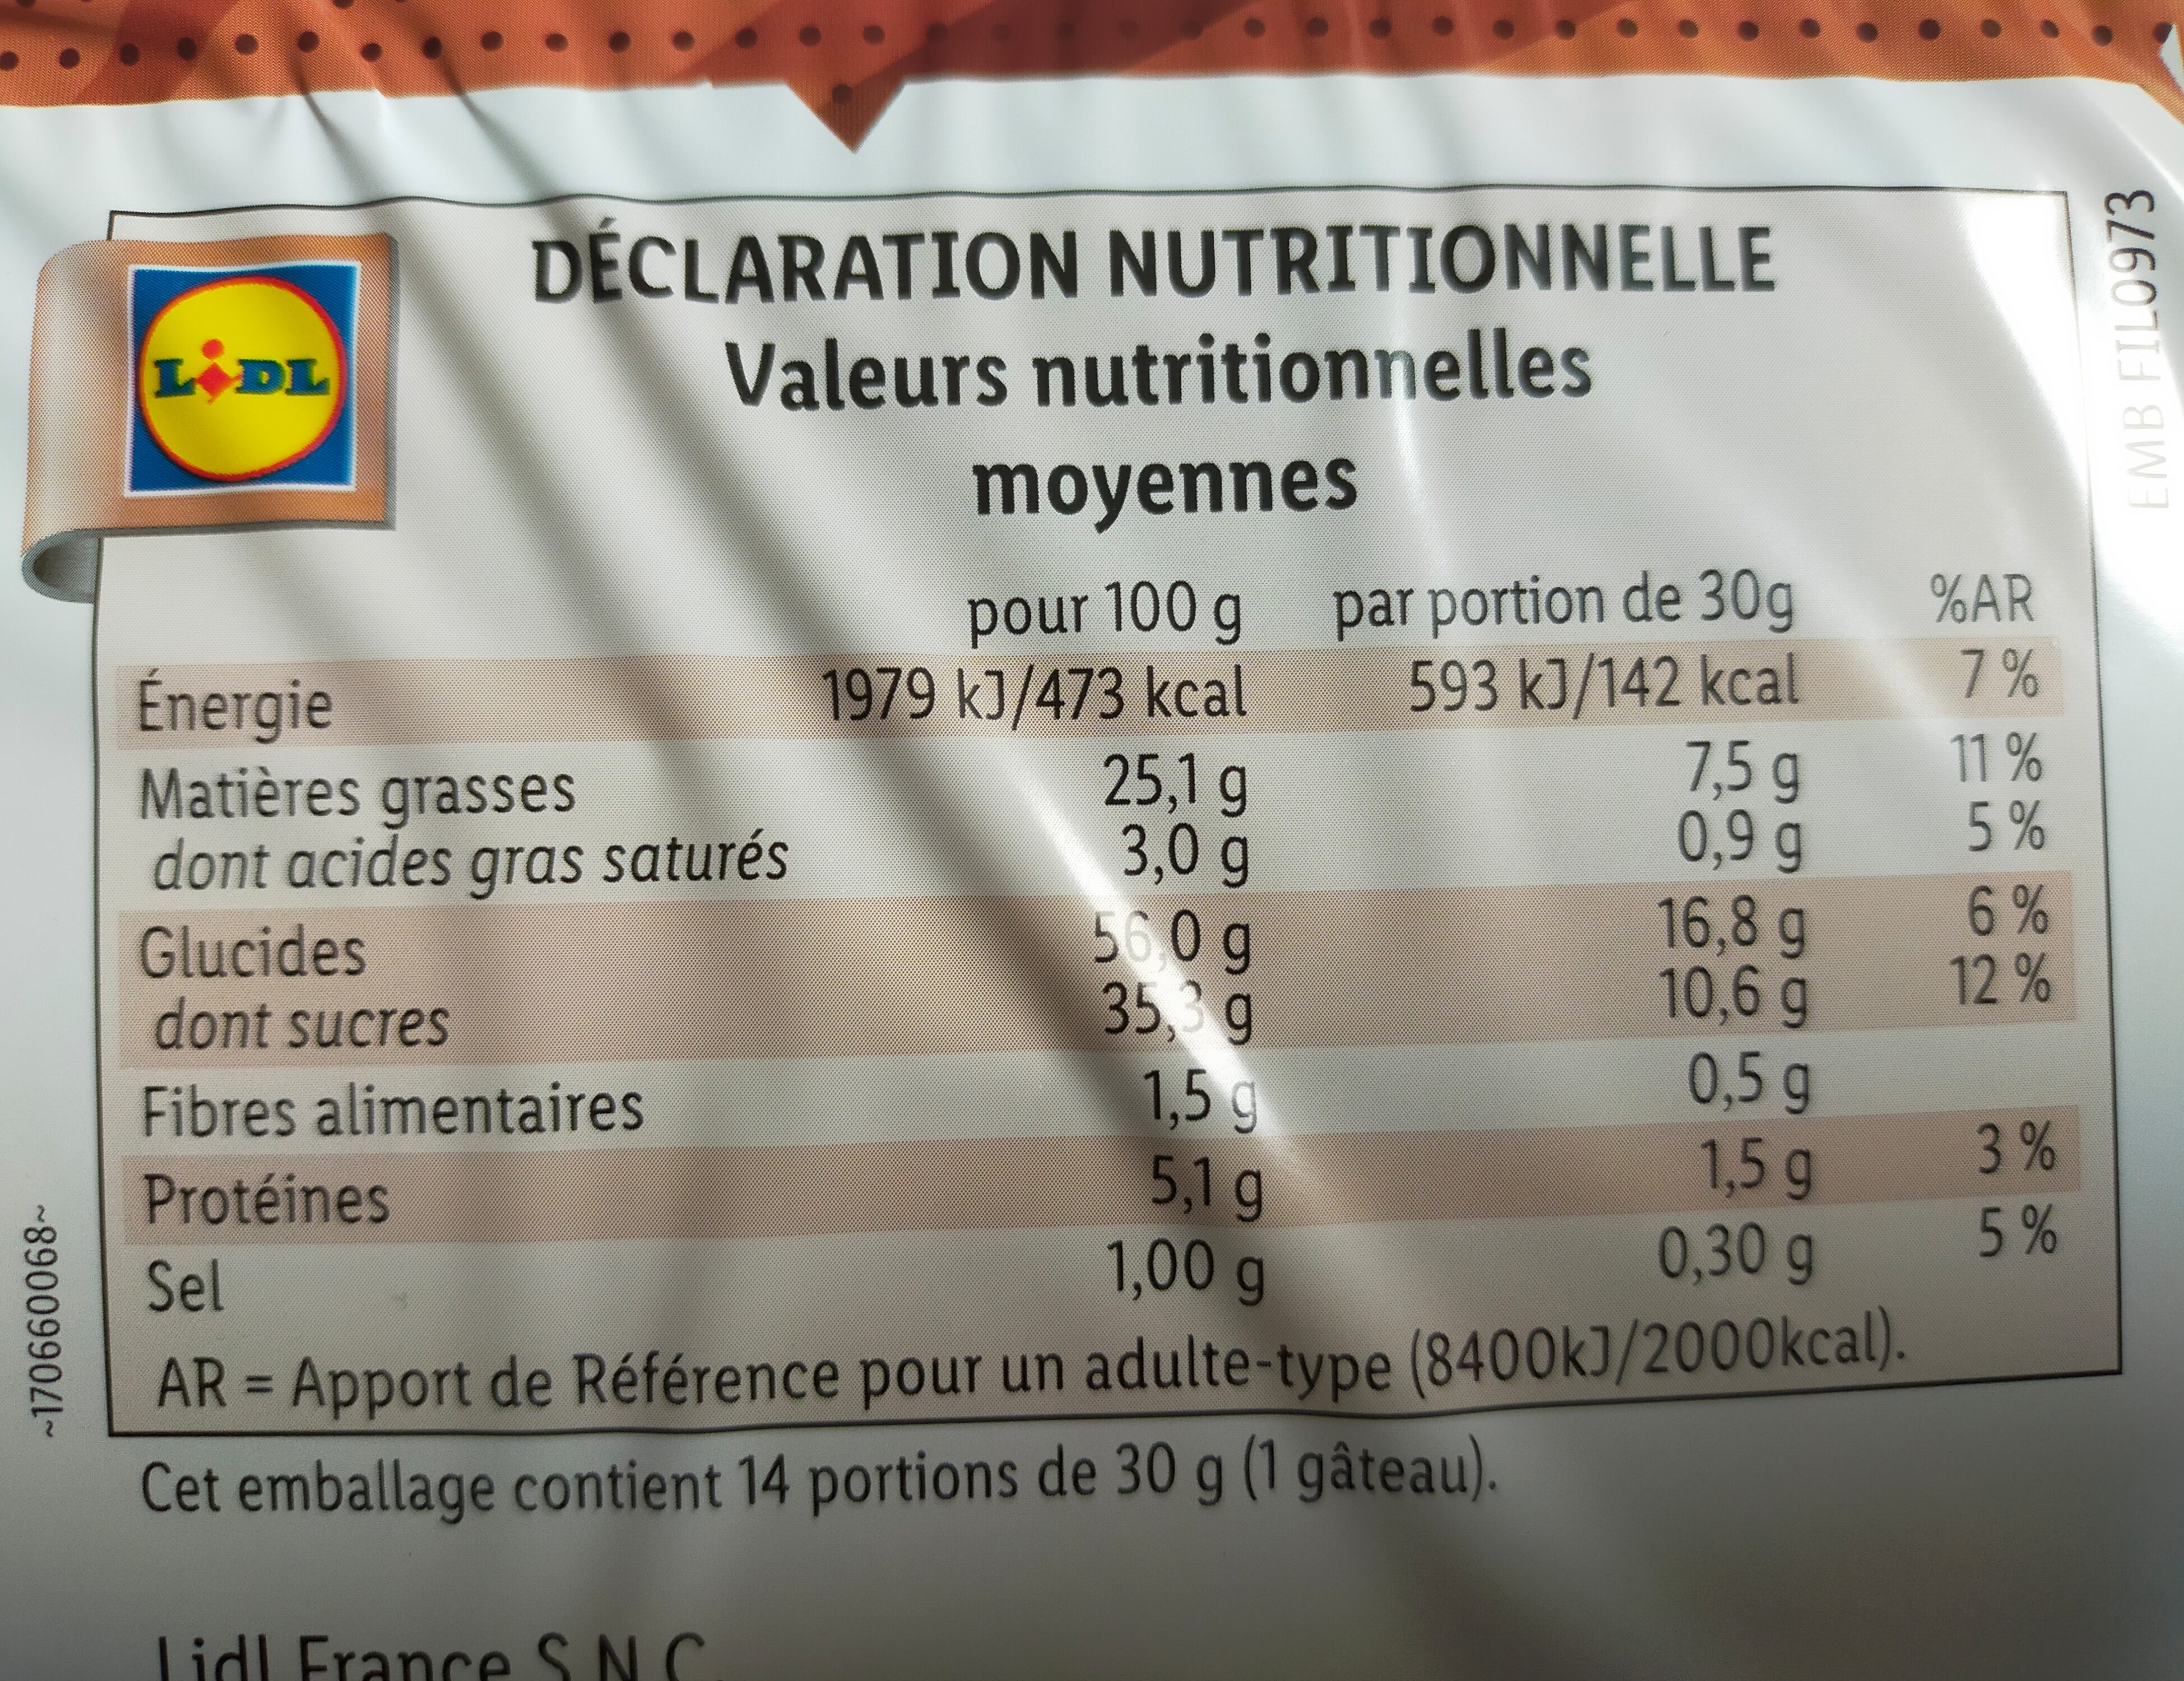 LIDL
DÉCLARATION NUTRITIONNELLE
Valeurs nutritionnelles
moyennes
pour 100 g par portion de 30g %AR
Énergie 1979 kJ/473 kcal 593 kJ/142 kcal 7 %
Matières grasses 25,1 g 7,5 g 11 %
dont acides gras saturés 3,0 g 0,9 g 5 %
Glucides 56,0 g 16,8 g 6 %
dont sucres 35,3 g 10,6 g 12 %
Fibres alimentaires 1,5 g 0,5 g
Protéines 5,1 g 1,5 g 3 %
Sel 1,00 g 0,30 g 5 %
AR = Apport de Référence pour un adulte-type (8400kJ/2000kcal).
Cet emballage contient 14 portions de 30 g (1 gâteau).
Lidl France S N C
~170660068~
EMB FIL0973